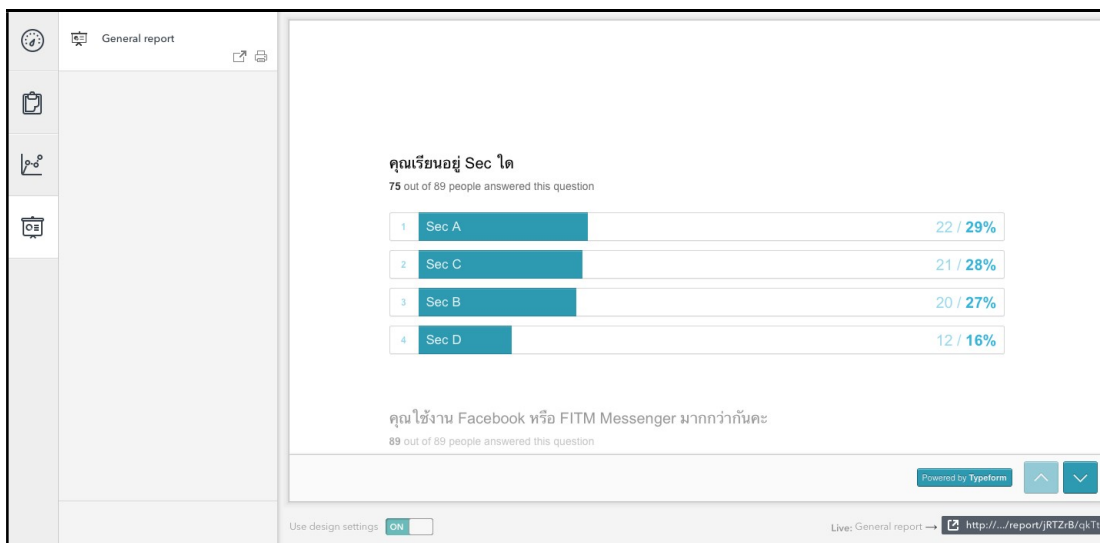 General report
คุณเรียนอยู่ Sec ใด
75 out of 89 people answered this question
1 Sec A 22 / 29%
2 Sec C 21 / 28%
3 Sec B 20 / 27%
4 Sec D 12 / 16%
คุณใช้งาน Facebook หรือ FITM Messenger มากกว่ากันคะ
89 out of 89 people answered this question
Powered by Typeform
Use design settings ON
Live: General report → http://.../report/jRTZrB/qkTt